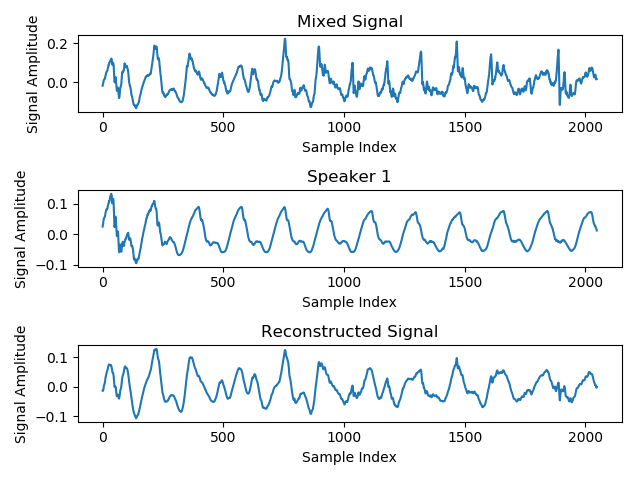 Mixed Signal
Signal Amplitude
0.2
0.0
0 500 1000 1500 2000
Sample Index
Speaker 1
Signal Amplitude
0.1
0.0
−0.1
0 500 1000 1500 2000
Sample Index
Reconstructed Signal
Signal Amplitude
0.1
0.0
−0.1
0 500 1000 1500 2000
Sample Index